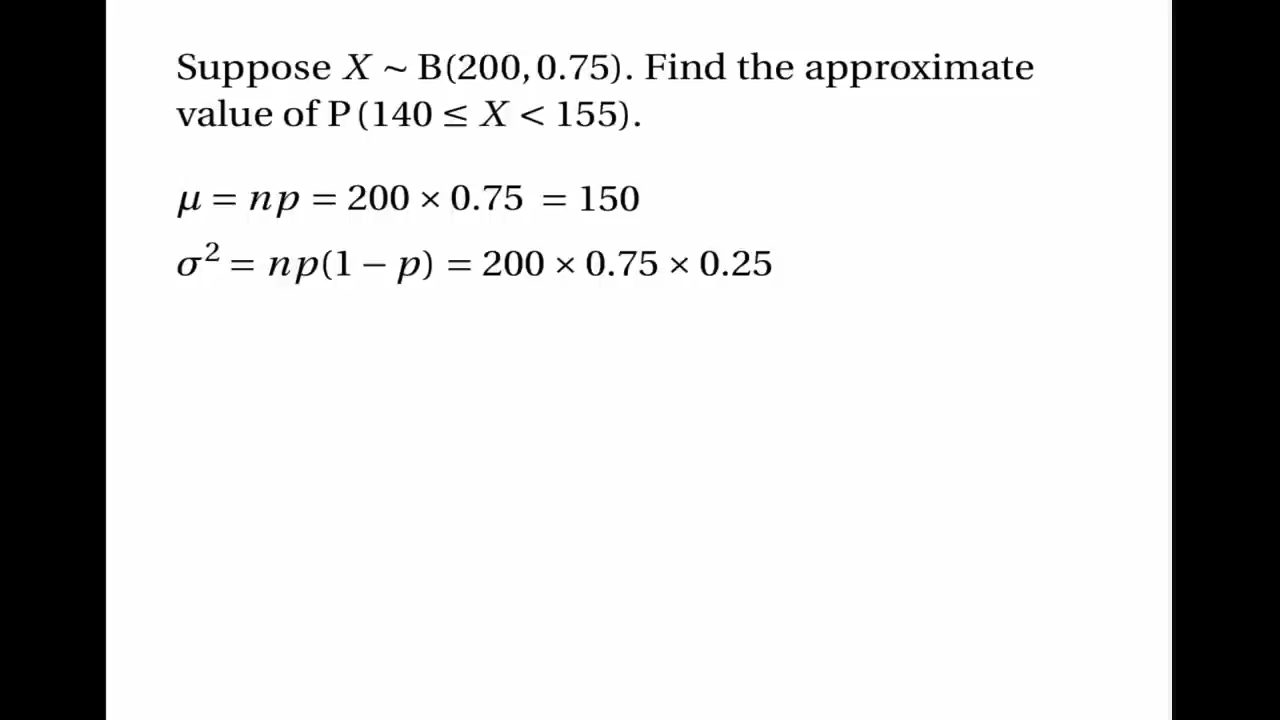 Suppose X ~ B(200, 0.75). Find the approximate
value of P(140 ≤ X < 155).
μ = np = 200 × 0.75 = 150
σ² = np(1 − p) = 200 × 0.75 × 0.25